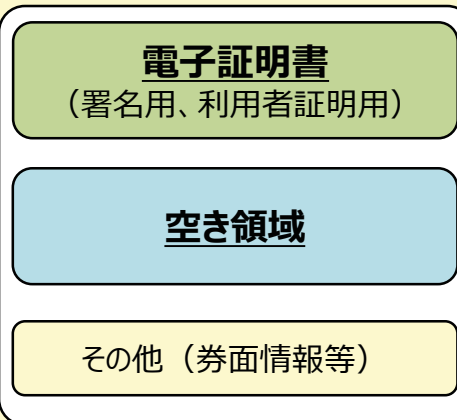 電子証明書
（署名用、利用者証明用）
空き領域
その他（券面情報等）